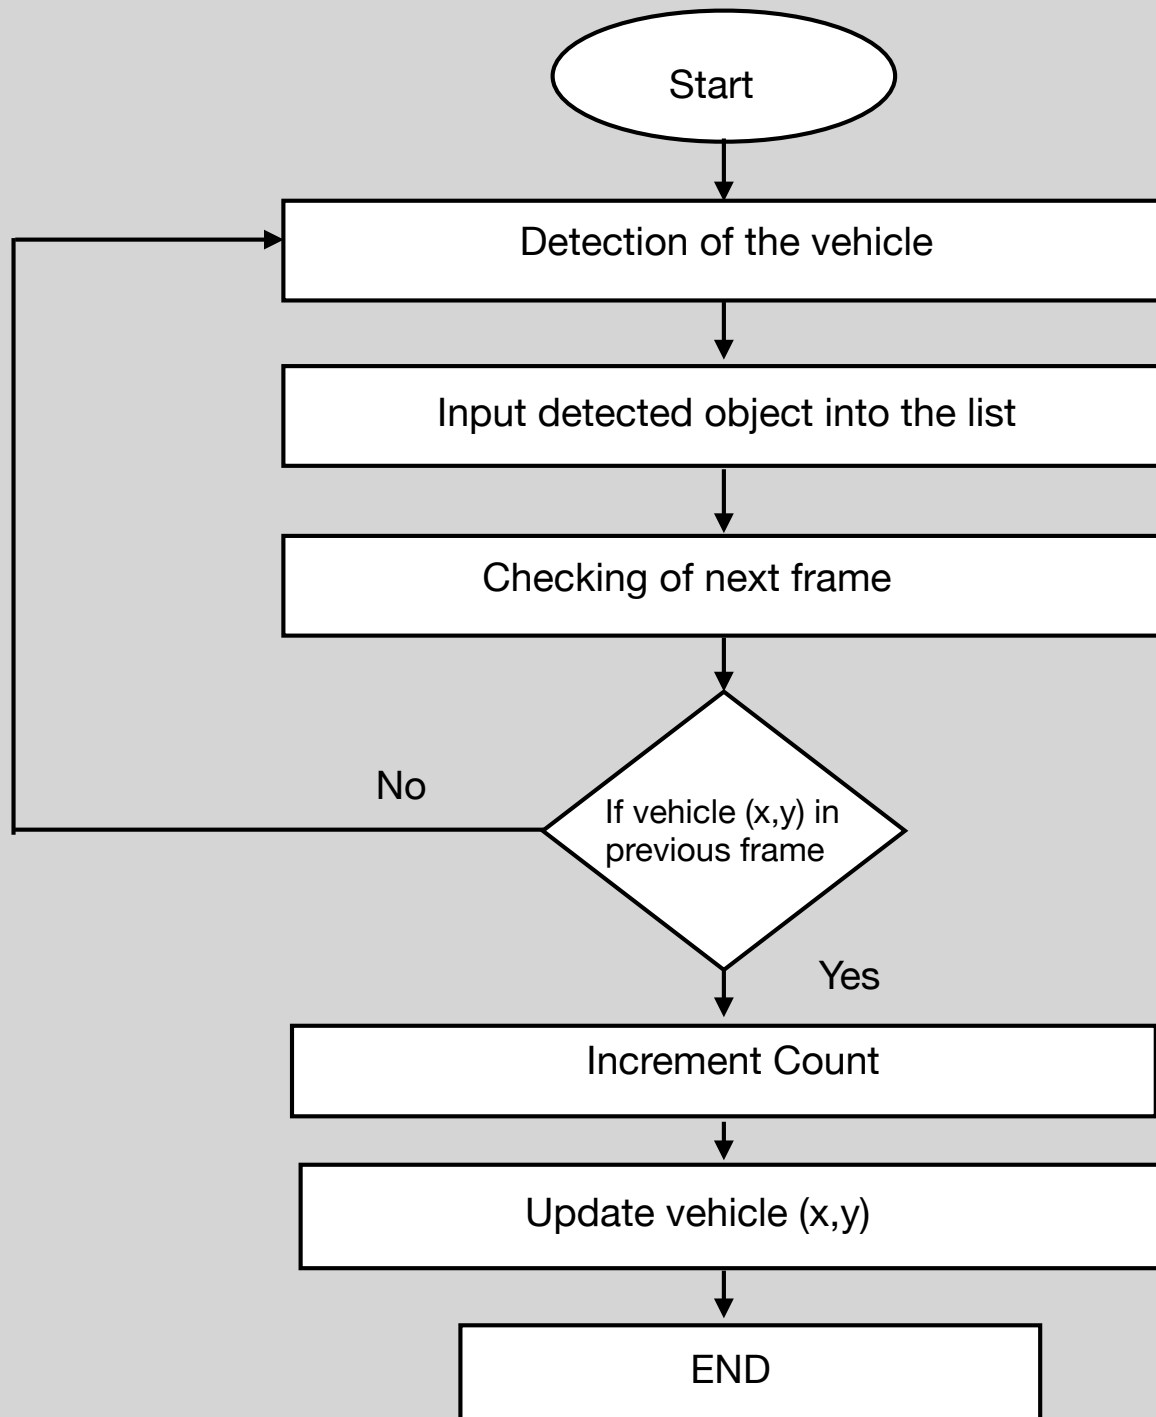 Start
Detection of the vehicle
Input detected object into the list
Checking of next frame
No
If vehicle (x,y) in
previous frame
Yes
Increment Count
Update vehicle (x,y)
END